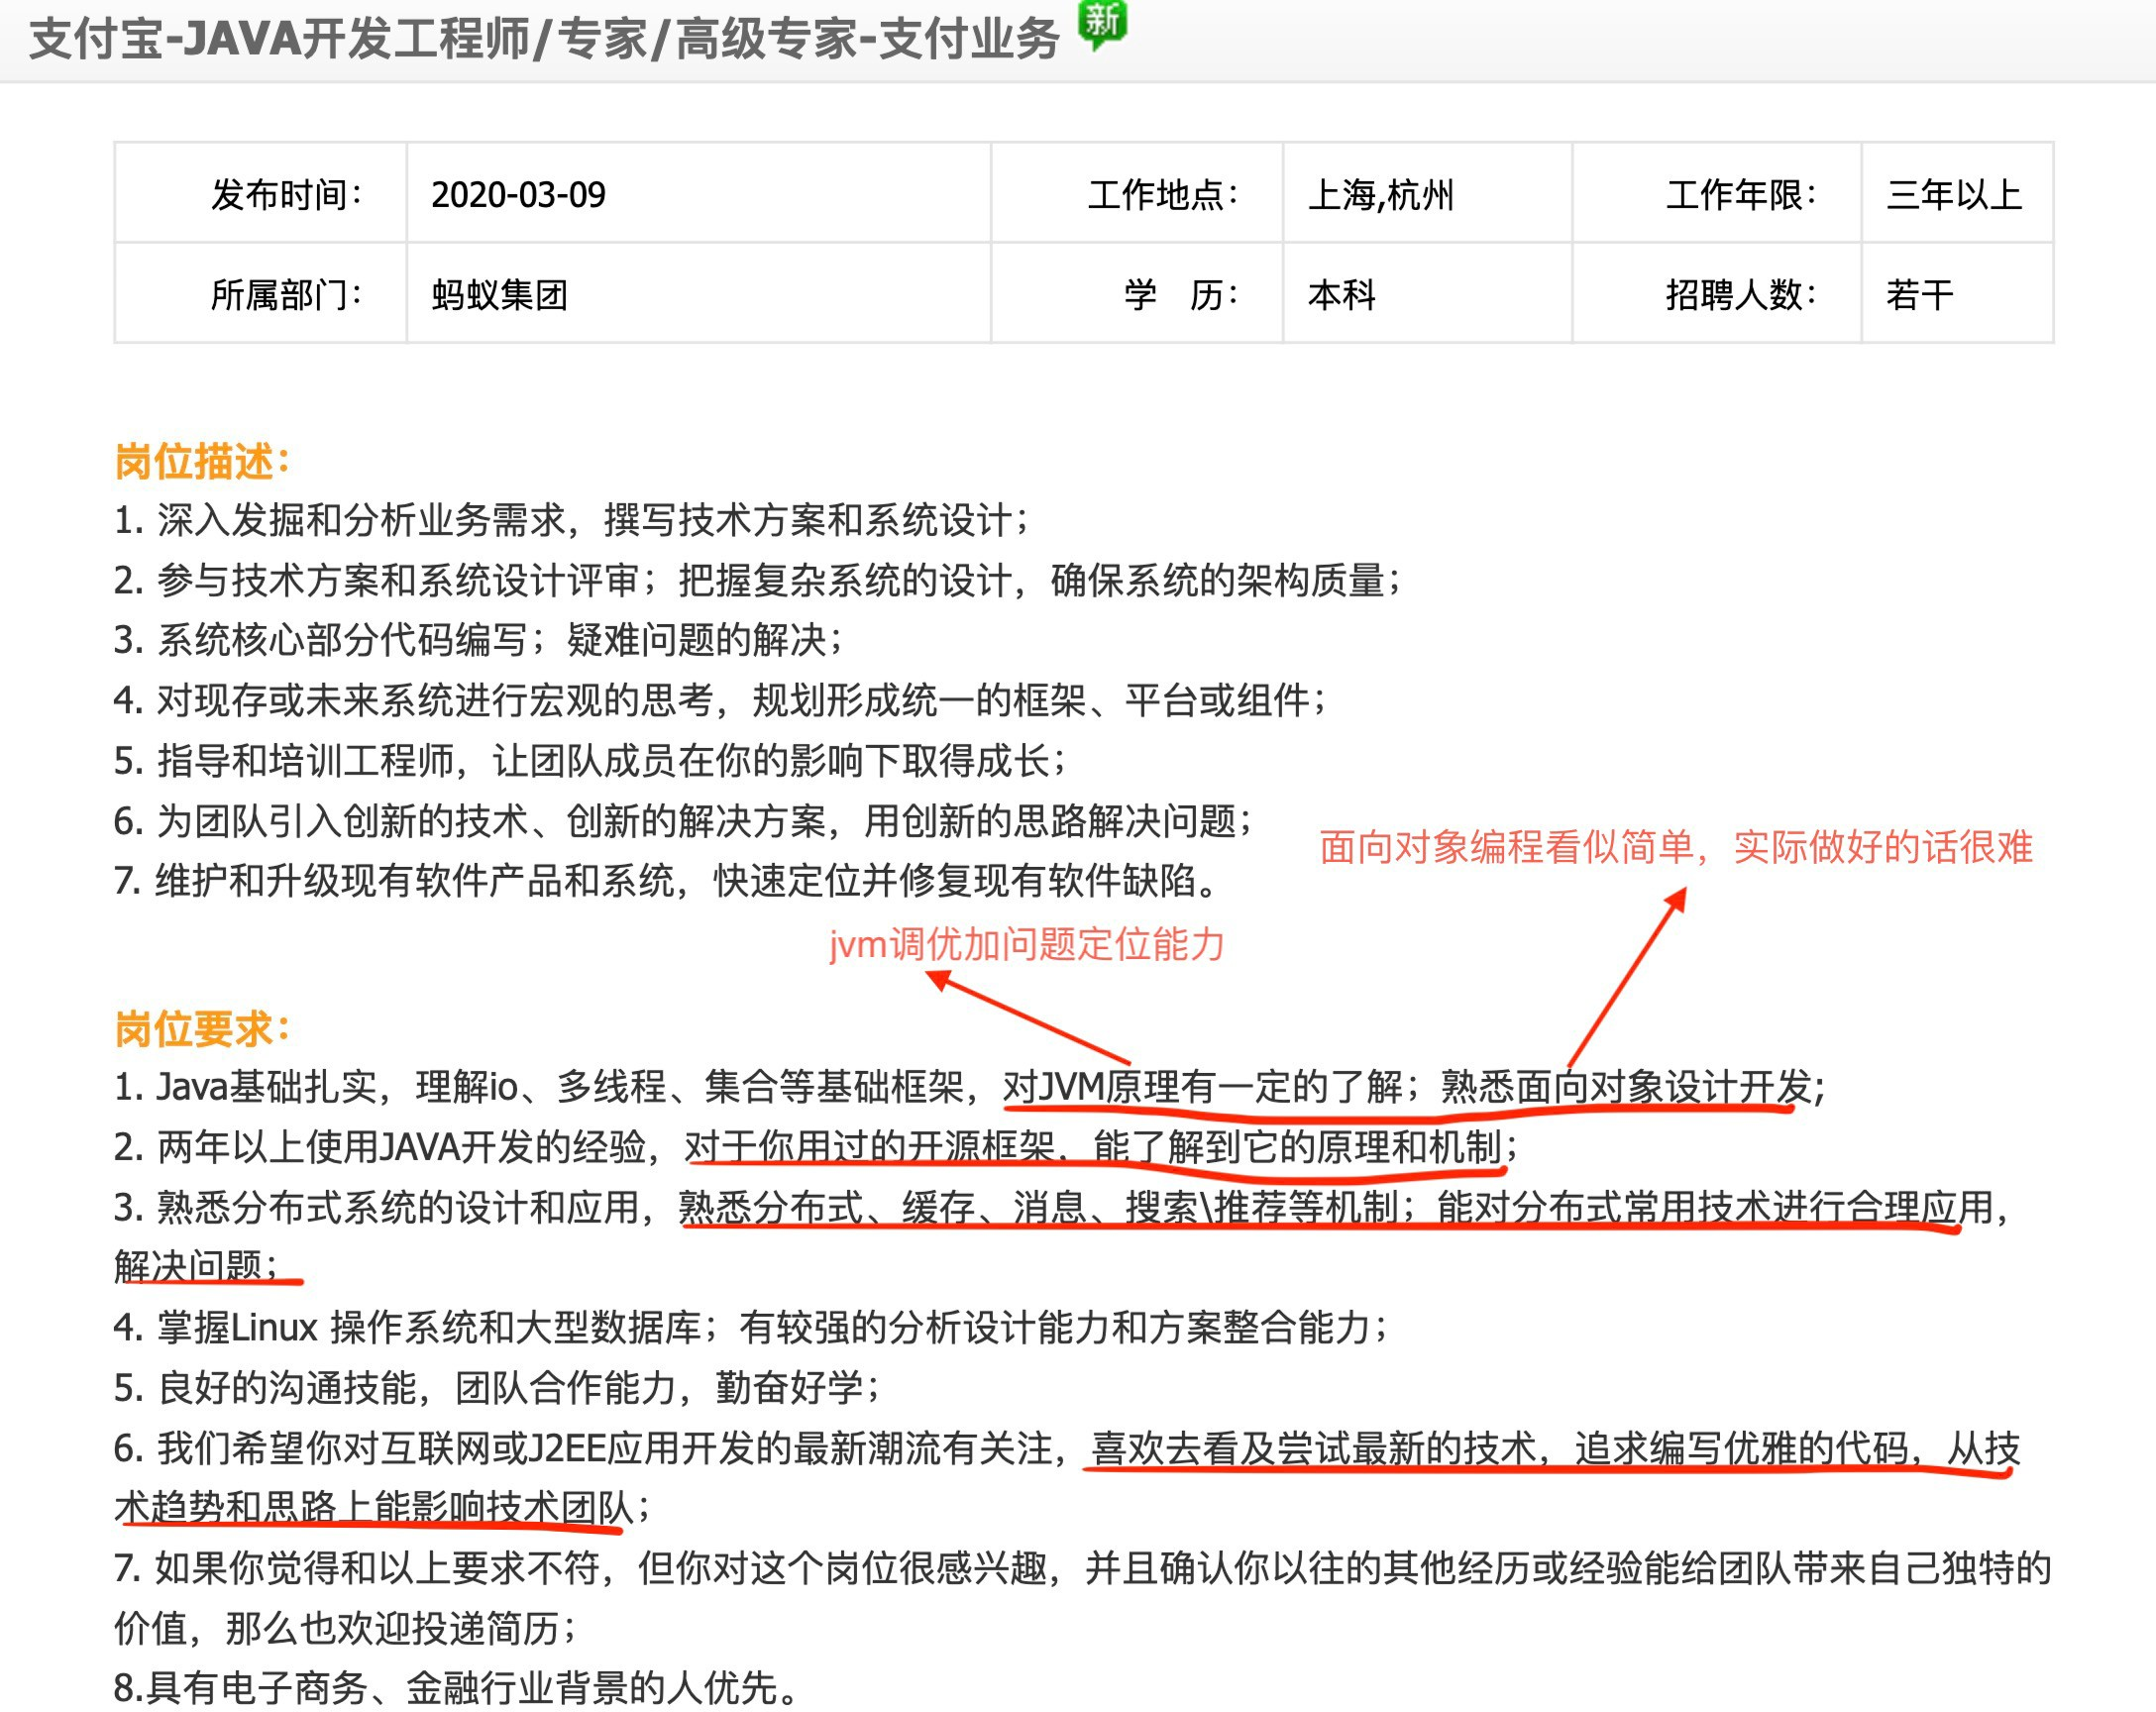 支付宝-JAVA开发工程师/专家/高级专家-支付业务 新
发布时间： 2020-03-09 工作地点： 上海,杭州 工作年限： 三年以上
所属部门： 蚂蚁集团 学 历： 本科 招聘人数： 若干
岗位描述：
1. 深入发掘和分析业务需求，撰写技术方案和系统设计；
2. 参与技术方案和系统设计评审；把握复杂系统的设计，确保系统的架构质量；
3. 系统核心部分代码编写；疑难问题的解决；
4. 对现存或未来系统进行宏观的思考，规划形成统一的框架、平台或组件；
5. 指导和培训工程师，让团队成员在你的影响下取得成长；
6. 为团队引入创新的技术、创新的解决方案，用创新的思路解决问题；
面向对象编程看似简单，实际做好的话很难
7. 维护和升级现有软件产品和系统，快速定位并修复现有软件缺陷。
jvm调优加问题定位能力
岗位要求：
1. Java基础扎实，理解io、多线程、集合等基础框架，对JVM原理有一定的了解；熟悉面向对象设计开发;
2. 两年以上使用JAVA开发的经验，对于你用过的开源框架，能了解到它的原理和机制；
3. 熟悉分布式系统的设计和应用，熟悉分布式、缓存、消息、搜索\推荐等机制；能对分布式常用技术进行合理应用，
解决问题；
4. 掌握Linux 操作系统和大型数据库；有较强的分析设计能力和方案整合能力；
5. 良好的沟通技能，团队合作能力，勤奋好学；
6. 我们希望你对互联网或J2EE应用开发的最新潮流有关注，喜欢去看及尝试最新的技术，追求编写优雅的代码，从技
术趋势和思路上能影响技术团队；
7. 如果你觉得和以上要求不符，但你对这个岗位很感兴趣，并且确认你以往的其他经历或经验能给团队带来自己独特的
价值，那么也欢迎投递简历；
8.具有电子商务、金融行业背景的人优先。